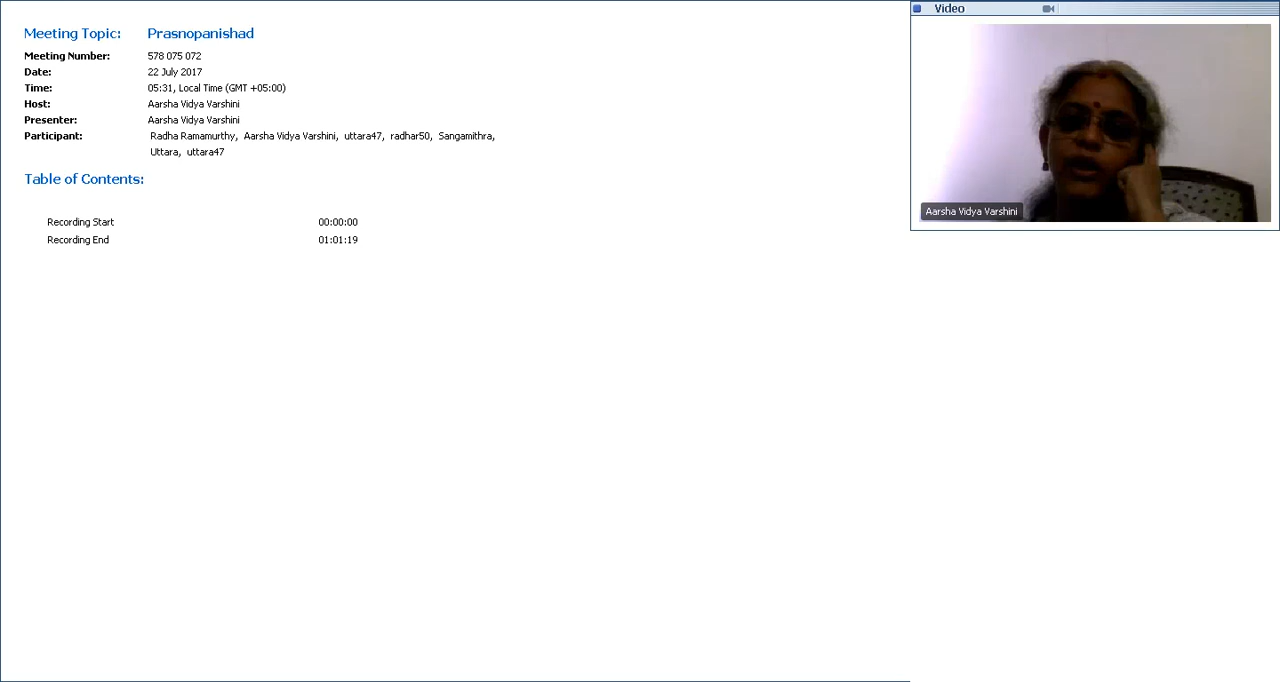 Meeting Topic: Prasnopanishad
Meeting Number: 578 075 072
Date: 22 July 2017
Time: 05:31, Local Time (GMT +05:00)
Host: Aarsha Vidya Varshini
Presenter: Aarsha Vidya Varshini
Participant: Radha Ramamurthy, Aarsha Vidya Varshini, uttara47, radhar50, Sangamithra,
Uttara, uttara47
Table of Contents:
Recording Start 00:00:00
Recording End 01:01:19
Video
Aarsha Vidya Varshini